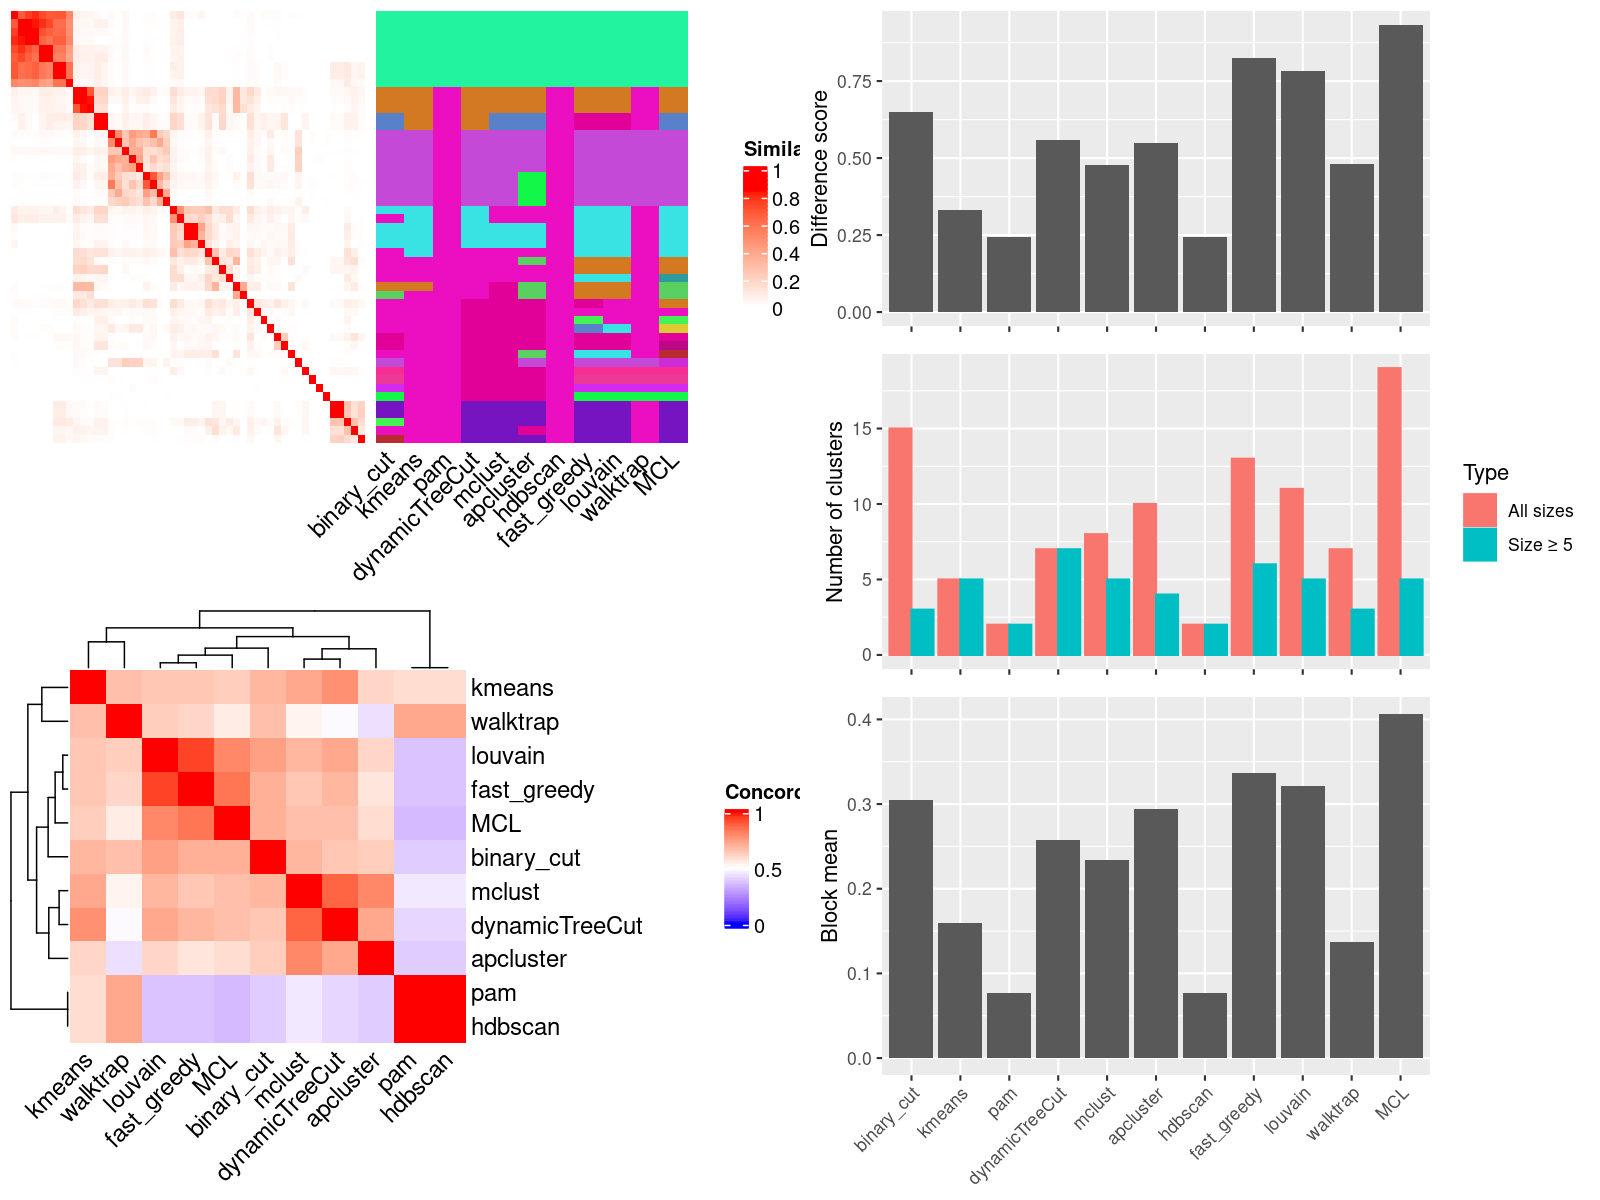 Simila
1
0.8
0.6
0.4
0.2
0
binary_cut
kmeans
pam
dynamicTreeCut
mclust
apcluster
hdbscan
fast_greedy
louvain
walktrap
MCL
kmeans
walktrap
louvain
fast_greedy
MCL
binary_cut
mclust
dynamicTreeCut
apcluster
pam
hdbscan
kmeans
walktrap
louvain
fast_greedy
MCL
binary_cut
mclust
dynamicTreeCut
apcluster
pam
hdbscan
Concord
1
0.5
0
Difference score
0.75
0.50
0.25
0.00
Number of clusters
15
10
5
0
Type
All sizes
Size ≥ 5
Block mean
0.4
0.3
0.2
0.1
0.0
binary_cut
kmeans
pam
dynamicTreeCut
mclust
apcluster
hdbscan
fast_greedy
louvain
walktrap
MCL